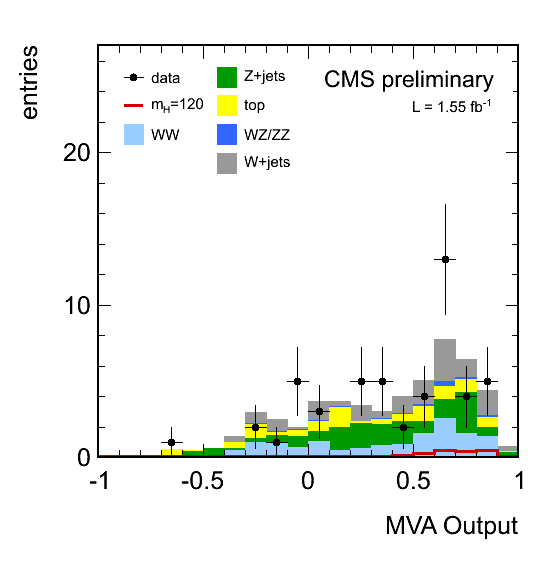 entries
data
Z+jets
CMS preliminary
m_H=120
top
L = 1.55 fb⁻¹
WW
WZ/ZZ
W+jets
20
10
0
-1
-0.5
0
0.5
1
MVA Output